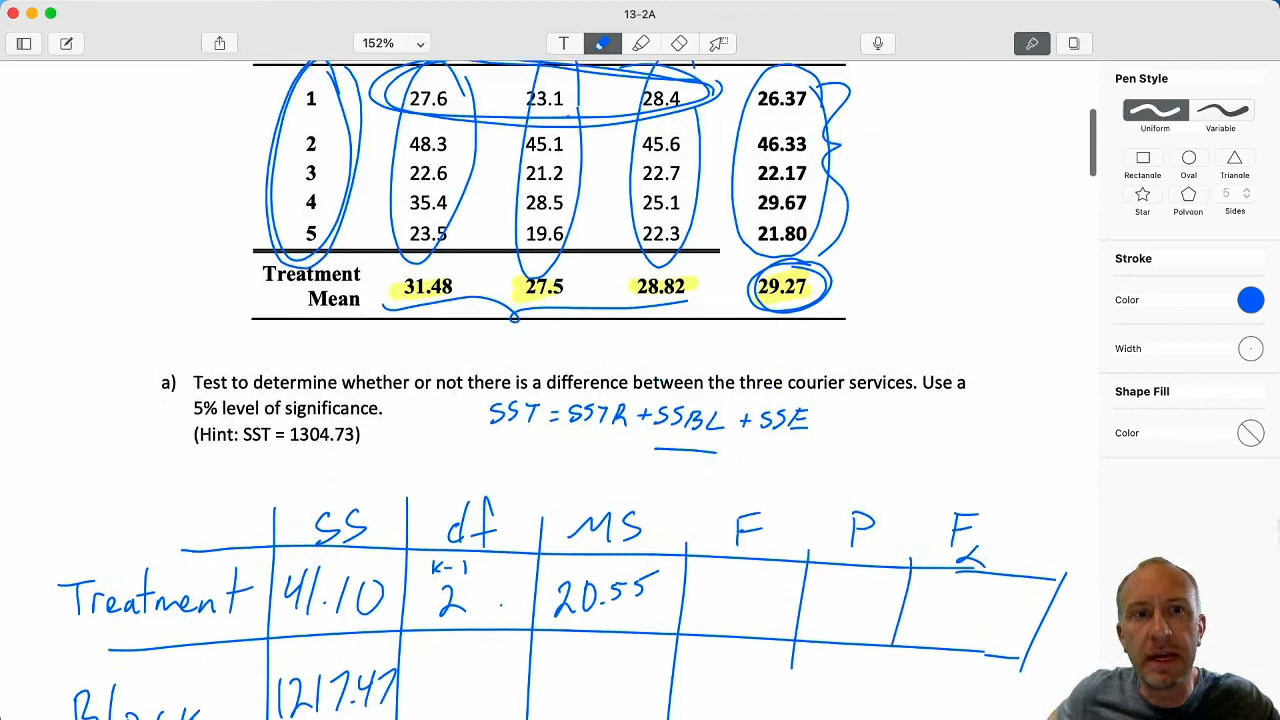 13-2A
152%
T
Pen Style
Uniform Variable
Rectangle Oval Triangle
5
Star Polygon Sides
Stroke
Color
Width
Shape Fill
Color
1 27.6 23.1 28.4 26.37
2 48.3 45.1 45.6 46.33
3 22.6 21.2 22.7 22.17
4 35.4 28.5 25.1 29.67
5 23.5 19.6 22.3 21.80
Treatment
Mean 31.48 27.5 28.82 29.27
a) Test to determine whether or not there is a difference between the three courier services. Use a
5% level of significance.
SST = SSTR + SSBL + SSE
(Hint: SST = 1304.73)
SS df MS F P Fα
K-1
Treatment 41.10 2 20.55
Block 1217.47